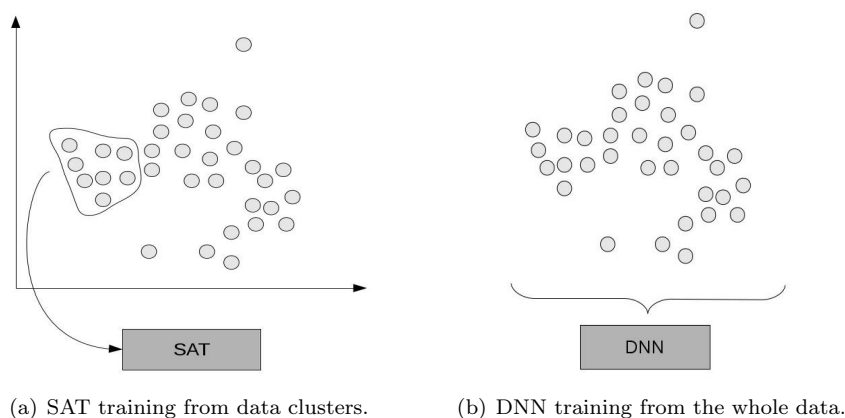 SAT
DNN
(a) SAT training from data clusters.
(b) DNN training from the whole data.